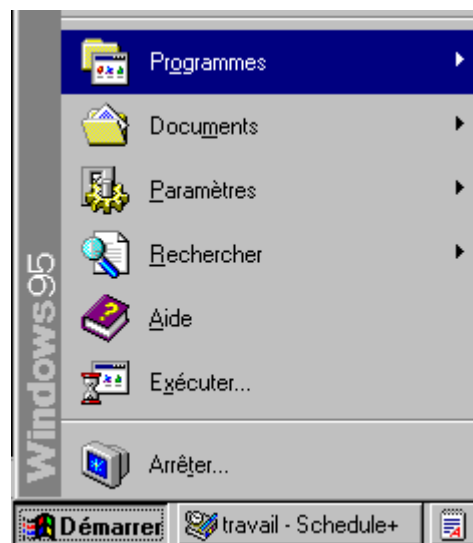 Programmes
Documents
Paramètres
Rechercher
Aide
Exécuter...
Arrêter...
Windows95
Démarrer
travail - Schedule+